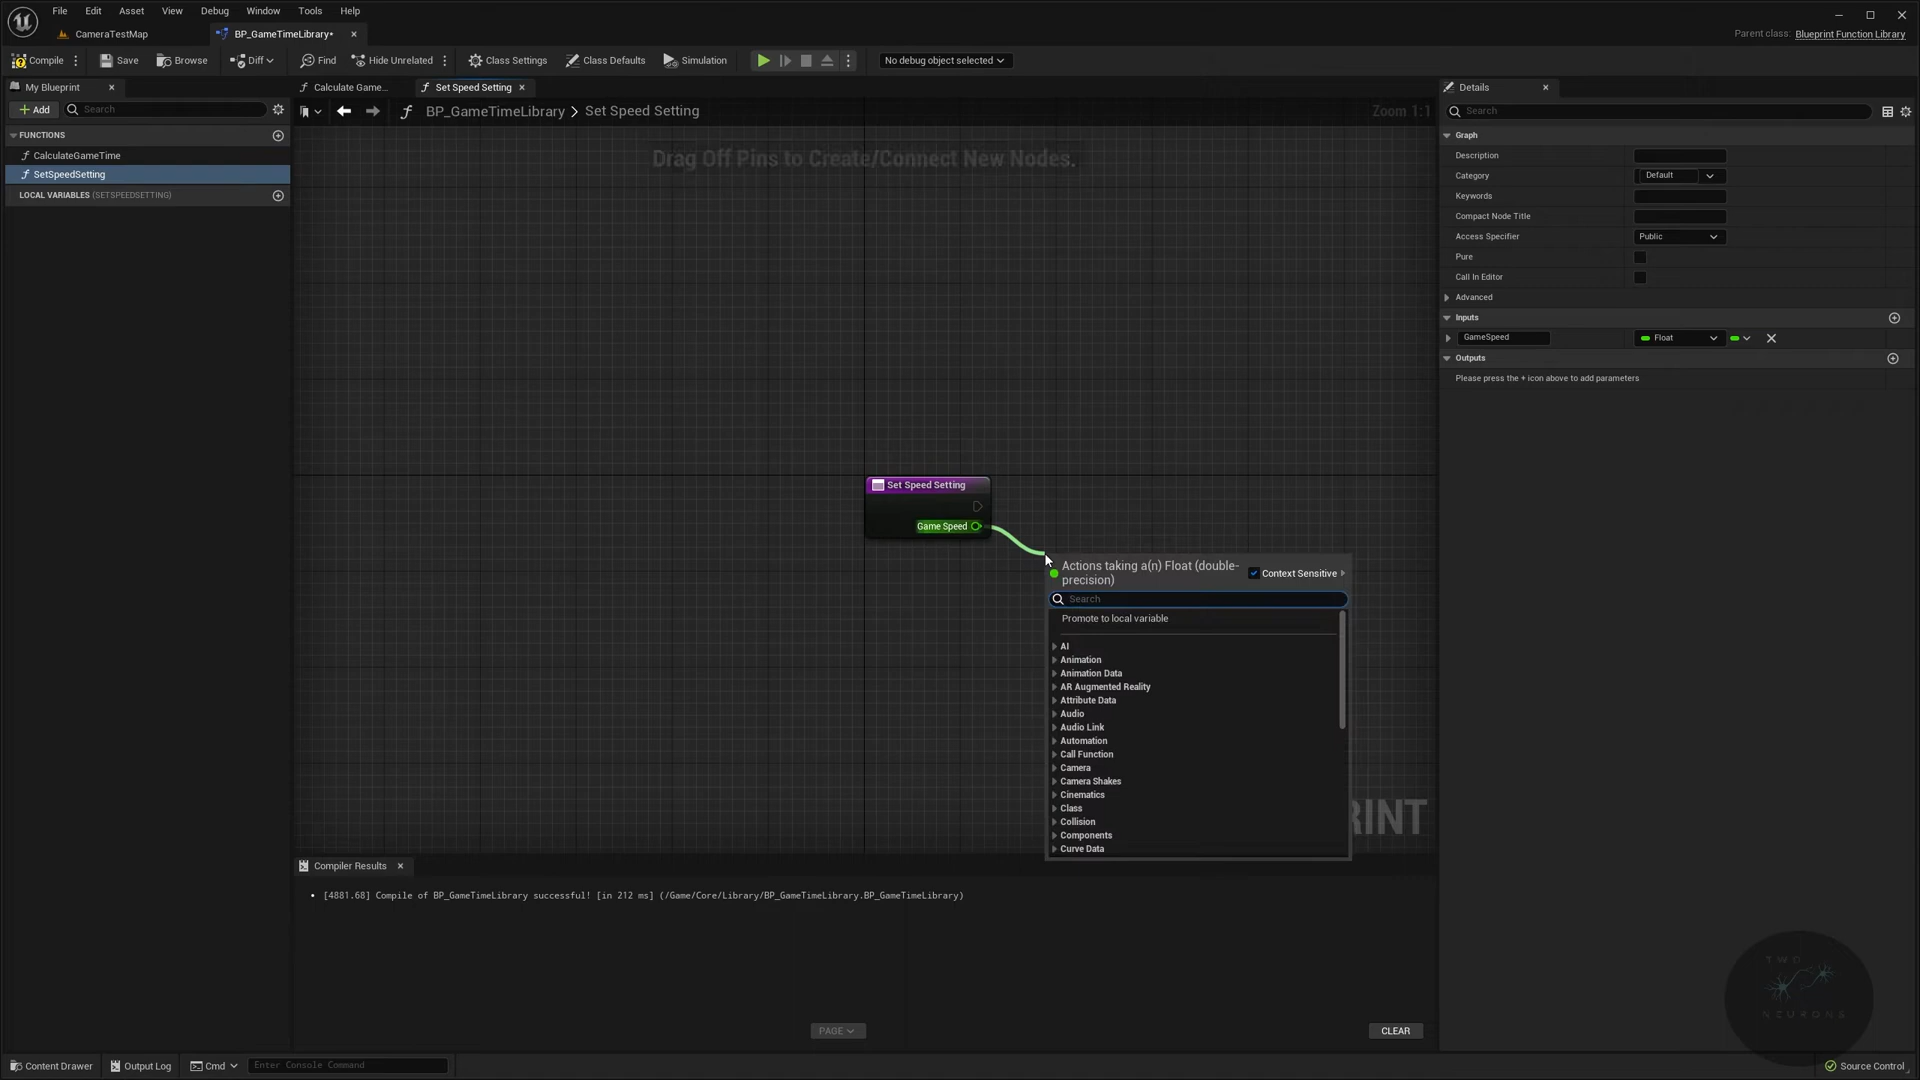 File Edit Asset View Debug Window Tools Help
CameraTestMap
BP_GameTimeLibrary*
Parent class: Blueprint Function Library
Compile
Save
Browse
Diff
Find
Hide Unrelated
Class Settings
Class Defaults
Simulation
No debug object selected
My Blueprint
Calculate Game...
Set Speed Setting
Details
Add
Search
BP_GameTimeLibrary > Set Speed Setting
Zoom 1:1
Search
FUNCTIONS
CalculateGameTime
SetSpeedSetting
LOCAL VARIABLES (SETSPEEDSETTING)
Drag Off Pins to Create/Connect New Nodes.
Graph
Description
Category
Default
Keywords
Compact Node Title
Access Specifier
Public
Pure
Call In Editor
Advanced
Inputs
GameSpeed
Float
Outputs
Please press the + icon above to add parameters
Set Speed Setting
Game Speed
Actions taking a(n) Float (double-
precision)
Context Sensitive
Search
Promote to local variable
AI
Animation
Animation Data
AR Augmented Reality
Attribute Data
Audio
Audio Link
Automation
Call Function
Camera
Camera Shakes
Cinematics
Class
Collision
Components
Curve Data
RINT
Compiler Results
• [4881.68] Compile of BP_GameTimeLibrary successful! [in 212 ms] (/Game/Core/Library/BP_GameTimeLibrary.BP_GameTimeLibrary)
TWO
NEURONS
PAGE
CLEAR
Content Drawer
Output Log
Cmd
Enter Console Command
Source Control